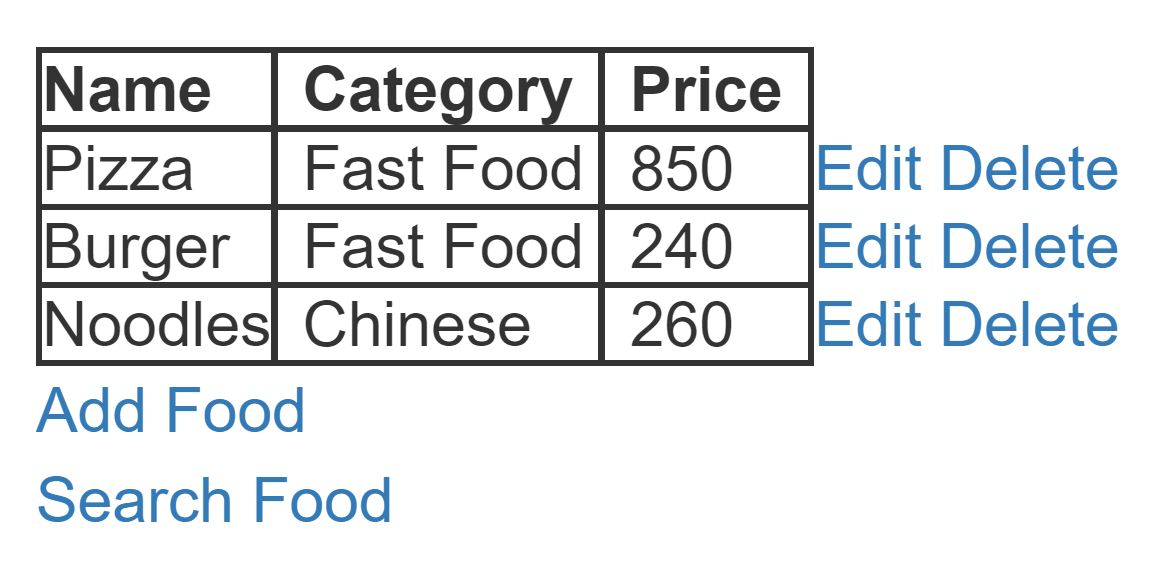 Name Category Price
Pizza Fast Food 850 Edit Delete
Burger Fast Food 240 Edit Delete
Noodles Chinese 260 Edit Delete
Add Food
Search Food